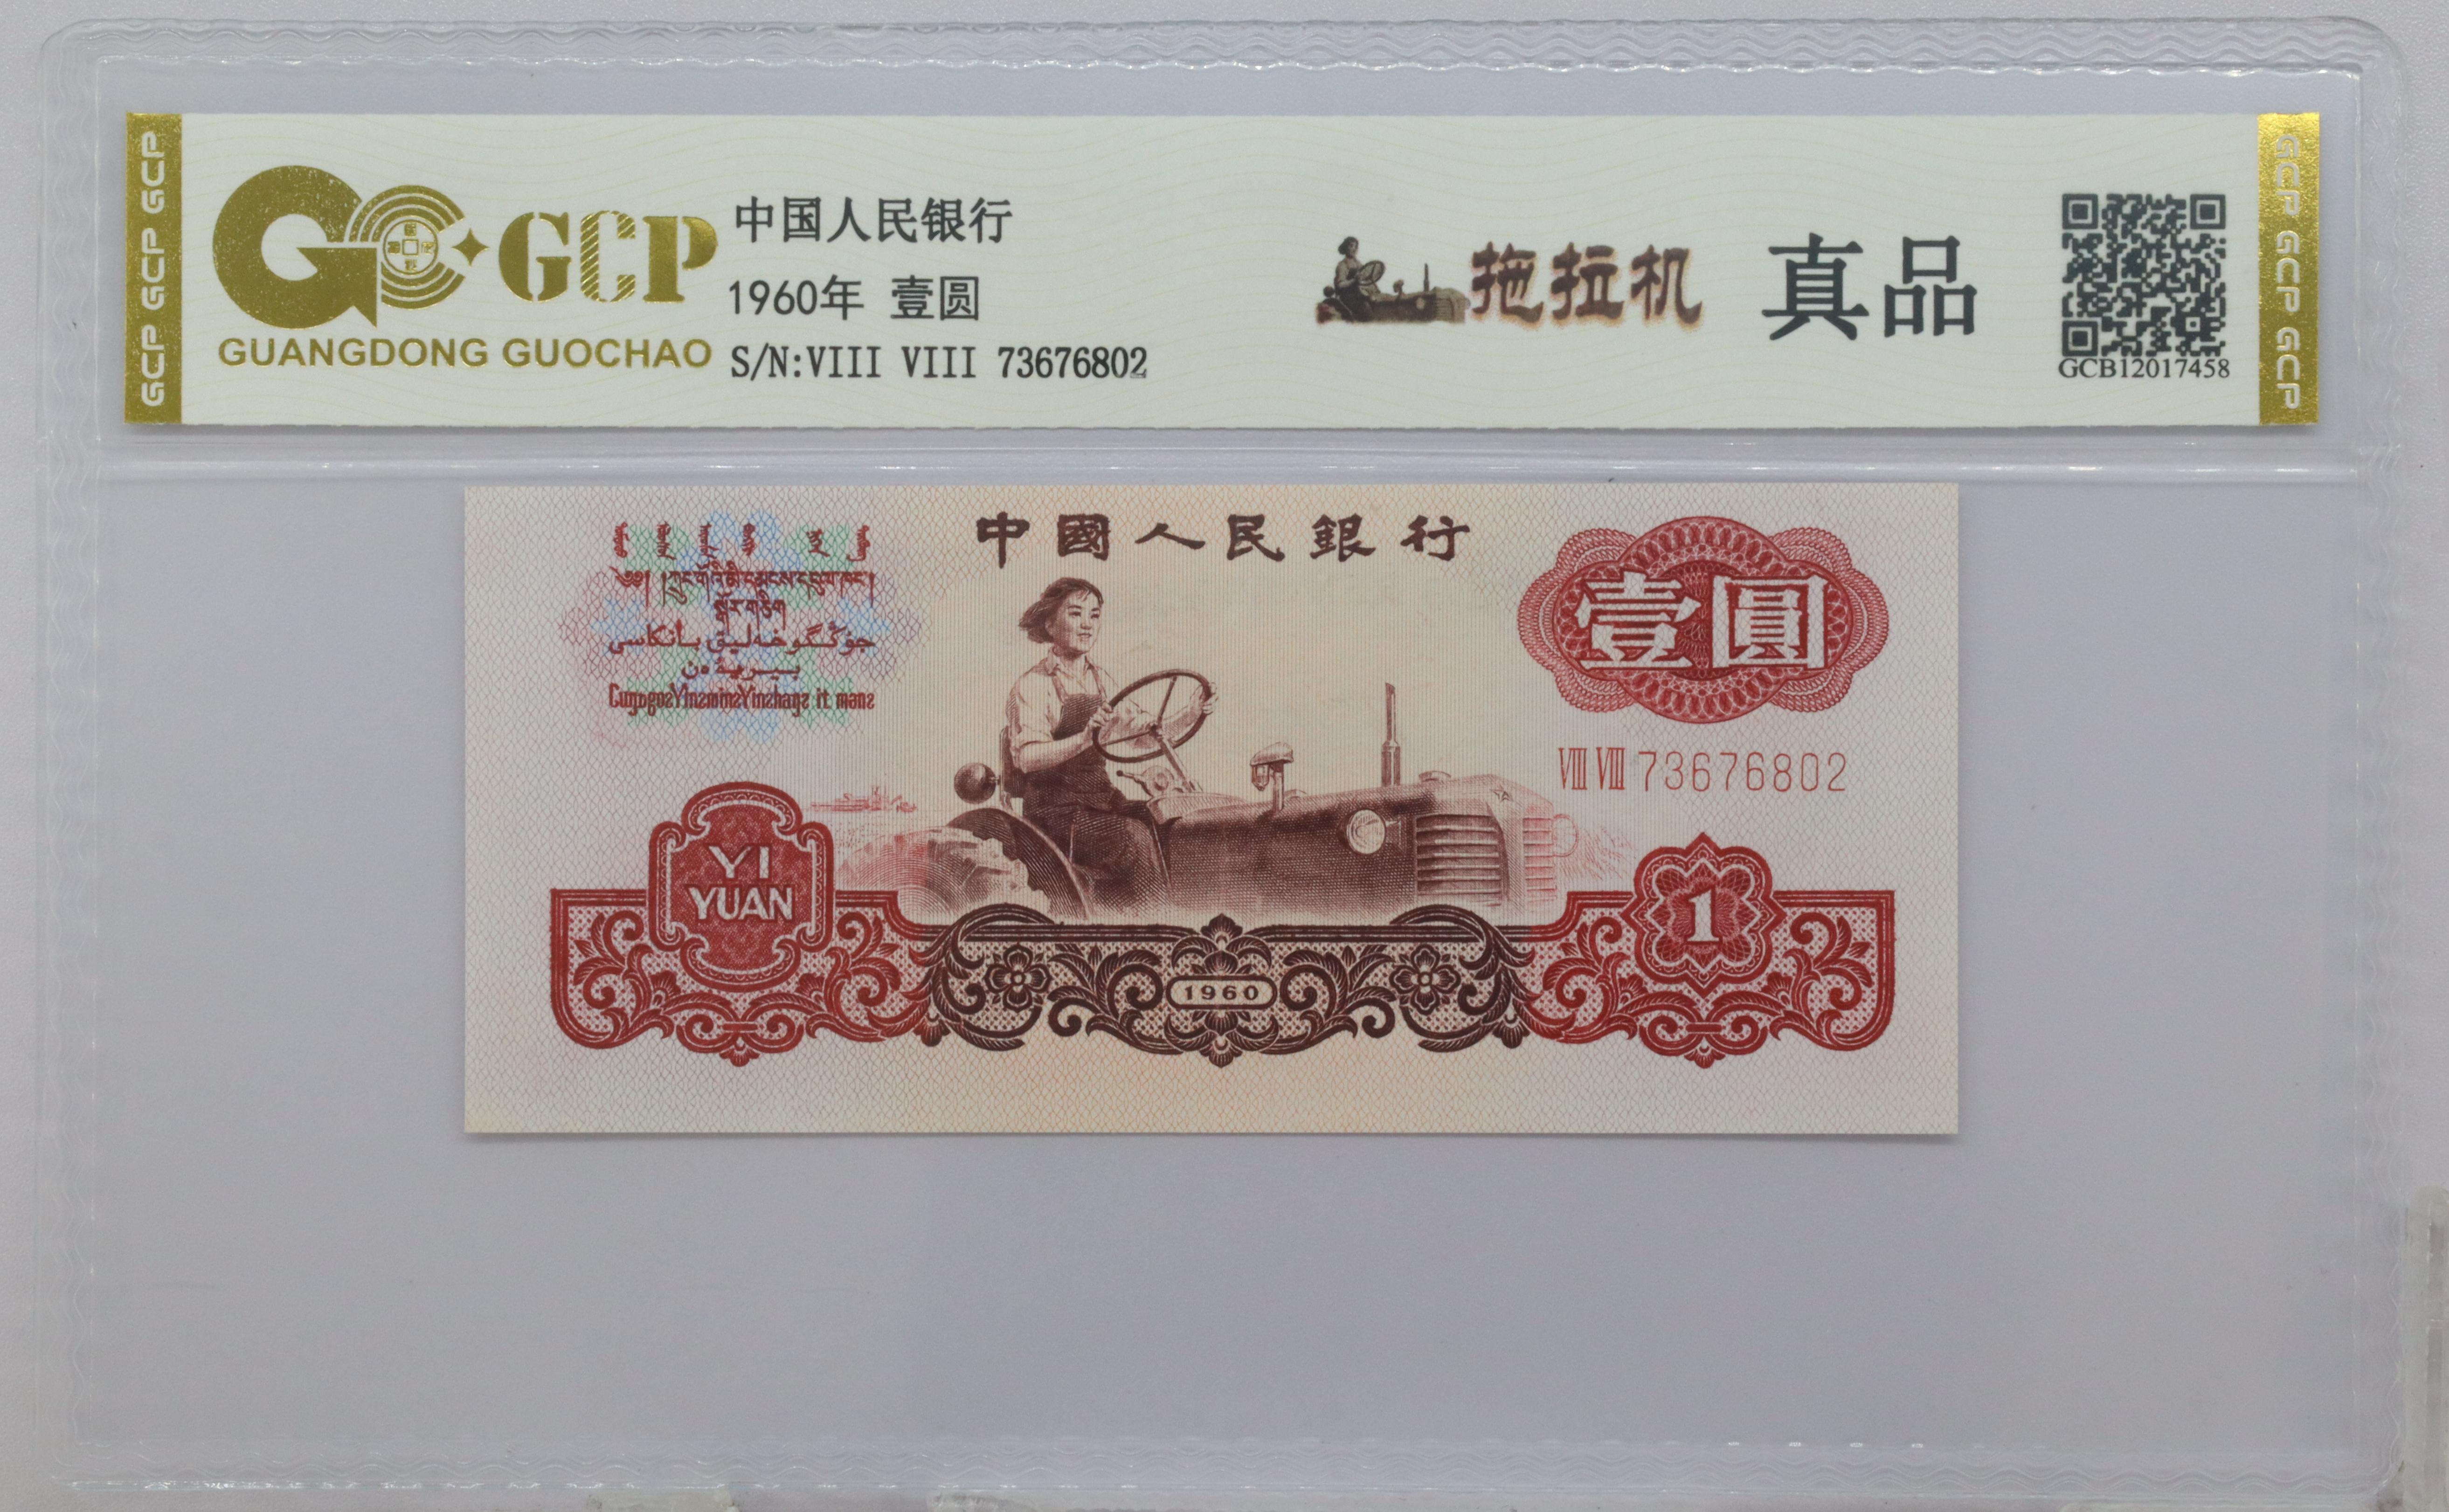 GCP GCP GCP
GCP
GUANGDONG GUOCHAO
中国人民银行
1960年 壹圆
S/N:VIII VIII 73676802
拖拉机
真品
GCB12017458
GCP GCP GCP
中國人民銀行
壹圓
VIII VIII 73676802
YI
YUAN
1960
1